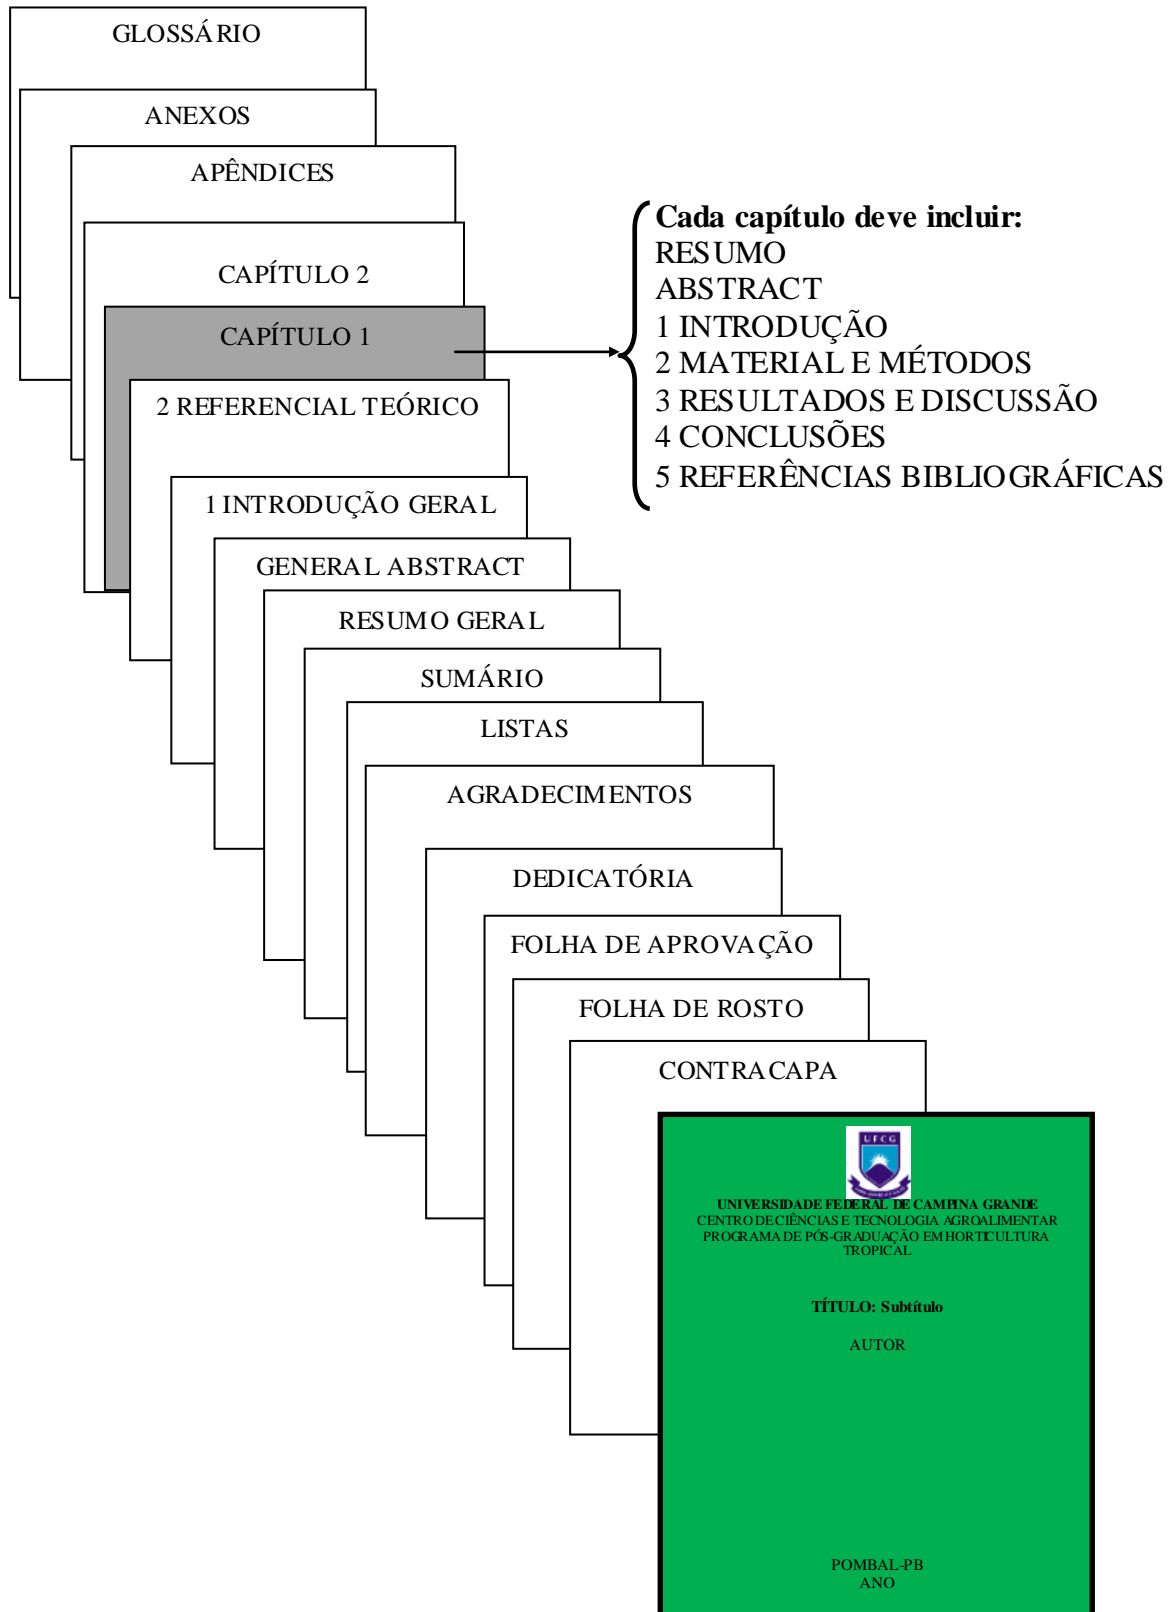 GLOSSÁRIO
ANEXOS
APÊNDICES
CAPÍTULO 2
CAPÍTULO 1
Cada capítulo deve incluir:
RESUMO
ABSTRACT
1 INTRODUÇÃO
2 MATERIAL E MÉTODOS
3 RESULTADOS E DISCUSSÃO
4 CONCLUSÕES
5 REFERÊNCIAS BIBLIOGRÁFICAS
2 REFERENCIAL TEÓRICO
1 INTRODUÇÃO GERAL
GENERAL ABSTRACT
RESUMO GERAL
SUMÁRIO
LISTAS
AGRADECIMENTOS
DEDICATÓRIA
FOLHA DE APROVAÇÃO
FOLHA DE ROSTO
CONTRACAPA
UFCG
UNIVERSIDADE FEDERAL DE CAMPINA GRANDE
CENTRO DE CIÊNCIAS E TECNOLOGIA AGROALIMENTAR
PROGRAMA DE PÓS-GRADUAÇÃO EM HORTICULTURA
TROPICAL
TÍTULO: Subtítulo
AUTOR
POMBAL-PB
ANO